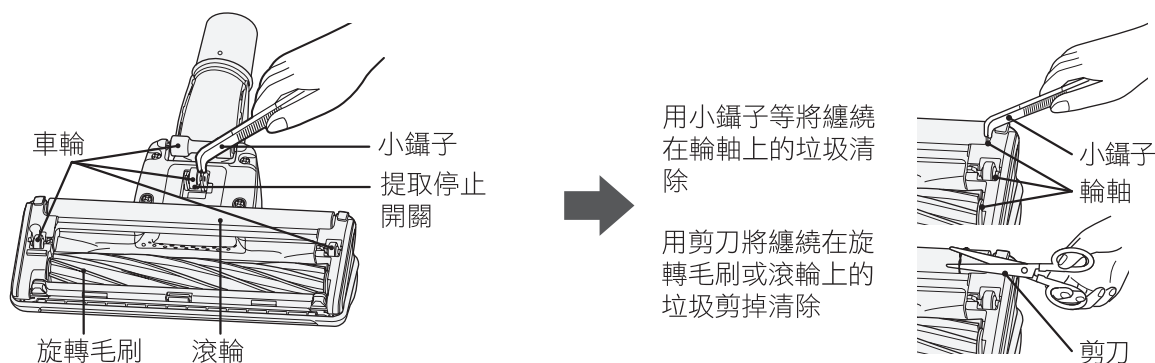 車輪
小鑷子
提取停止
開關
旋轉毛刷
滾輪
用小鑷子等將纏繞
在輪軸上的垃圾清
除
用剪刀將纏繞在旋
轉毛刷或滾輪上的
垃圾剪掉清除
小鑷子
輪軸
剪刀